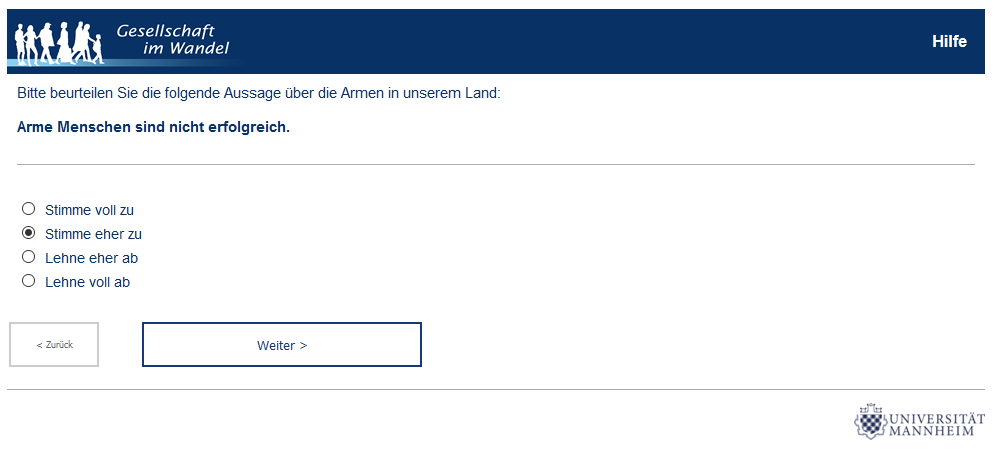 Gesellschaft
im Wandel
Hilfe
Bitte beurteilen Sie die folgende Aussage über die Armen in unserem Land:
Arme Menschen sind nicht erfolgreich.
Stimme voll zu
Stimme eher zu
Lehne eher ab
Lehne voll ab
< Zurück
Weiter >
UNIVERSITÄT
MANNHEIM